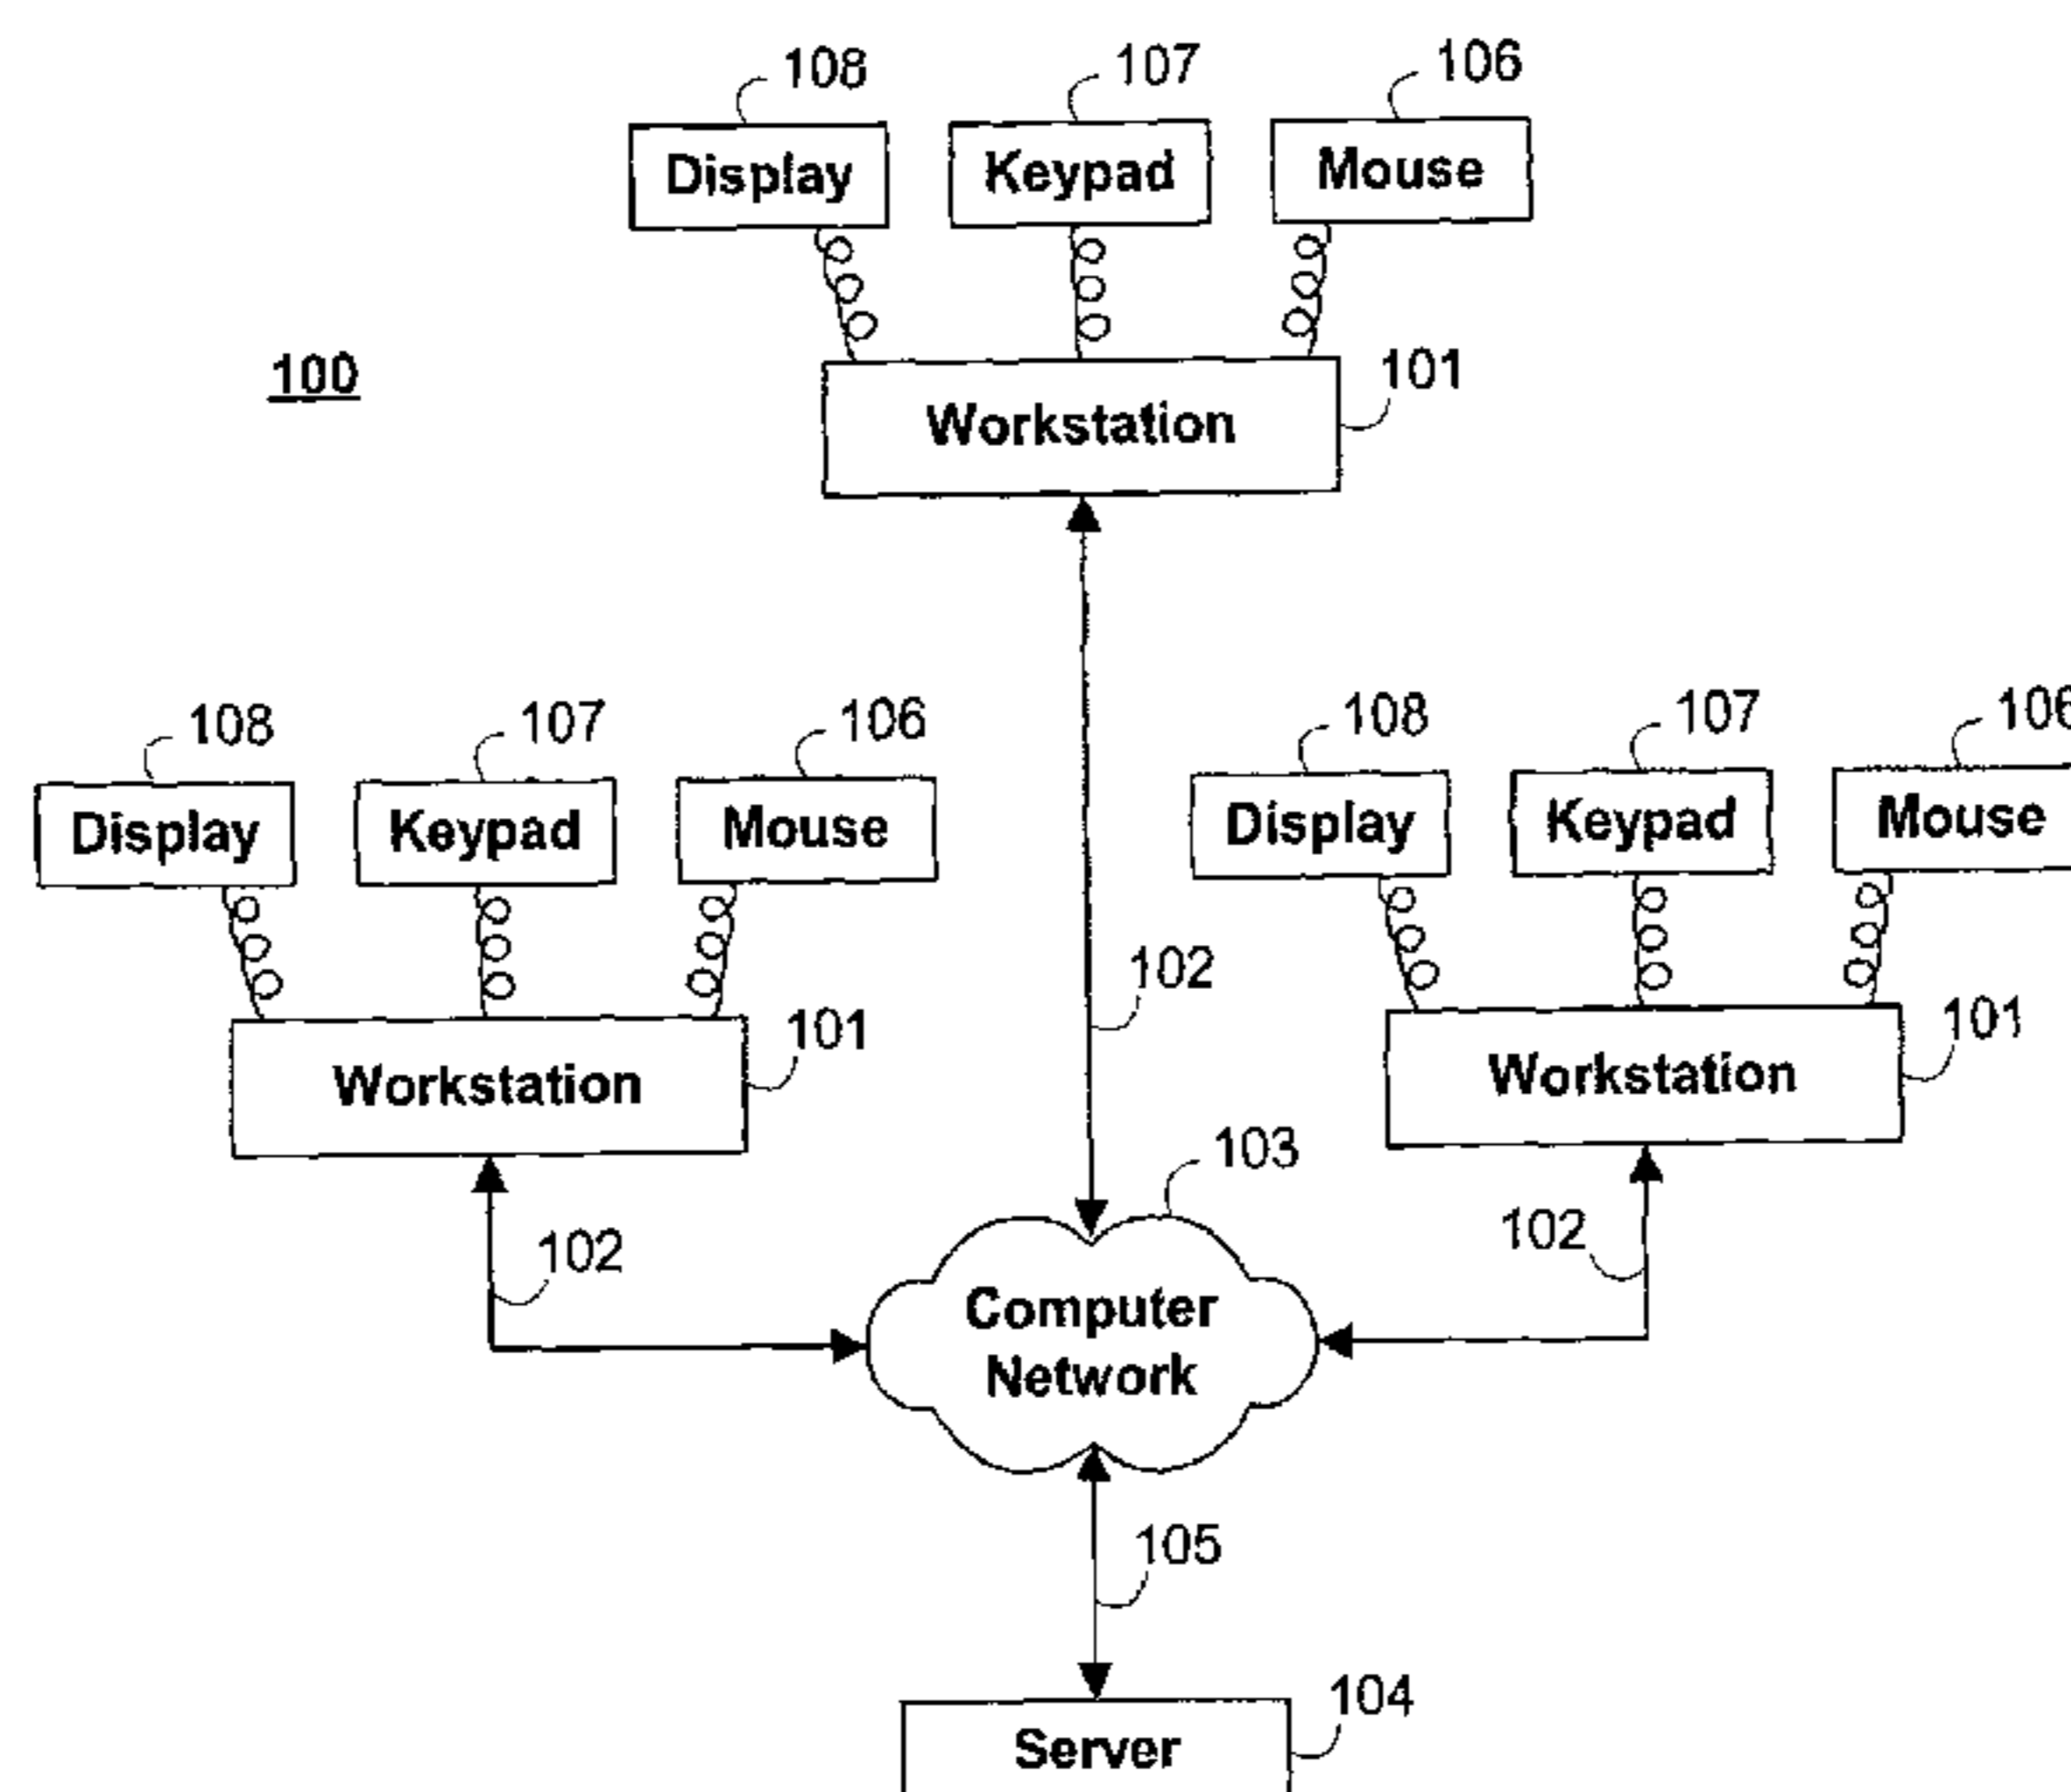 108 107 106
Display Keypad Mouse
100
101
Workstation
108 107 106 108 107 106
Display Keypad Mouse Display Keypad Mouse
102
101 101
Workstation Workstation
103
102 102
Computer
Network
105
104
Server